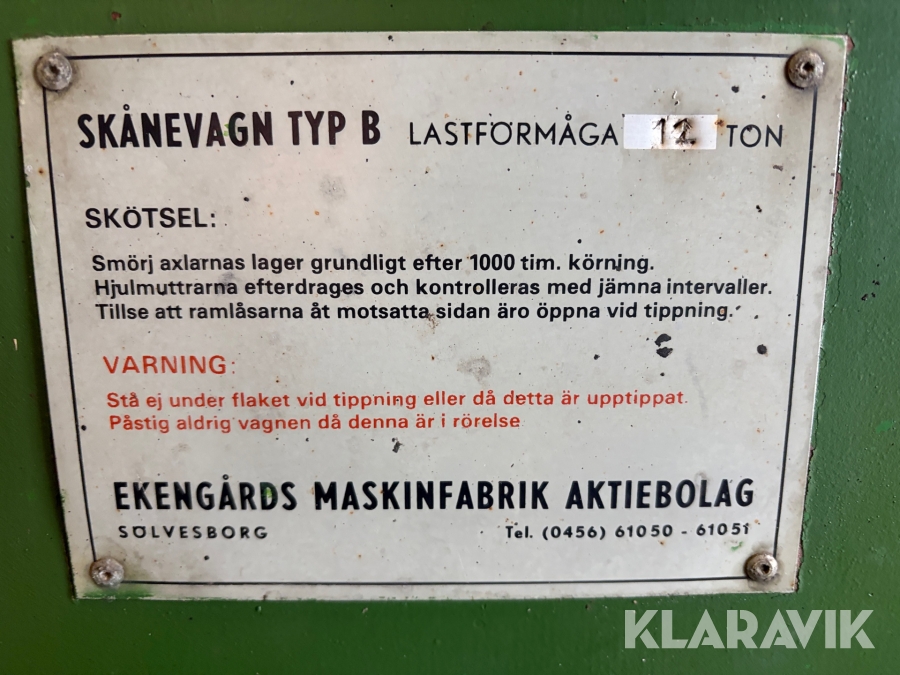 SKÅNEVAGN TYP B LASTFÖRMÅGA 12 TON
SKÖTSEL:
Smörj axlarnas lager grundligt efter 1000 tim. körning.
Hjulmuttrarna efterdrages och kontrolleras med jämna intervaller.
Tillse att ramlåsarna åt motsatta sidan äro öppna vid tippning.
VARNING:
Stå ej under flaket vid tippning eller då detta är upptippat.
Påstig aldrig vagnen då denna är i rörelse
EKENGÅRDS MASKINFABRIK AKTIEBOLAG
SÖLVESBORG Tel. (0456) 61050 - 61051
KLARAVIK